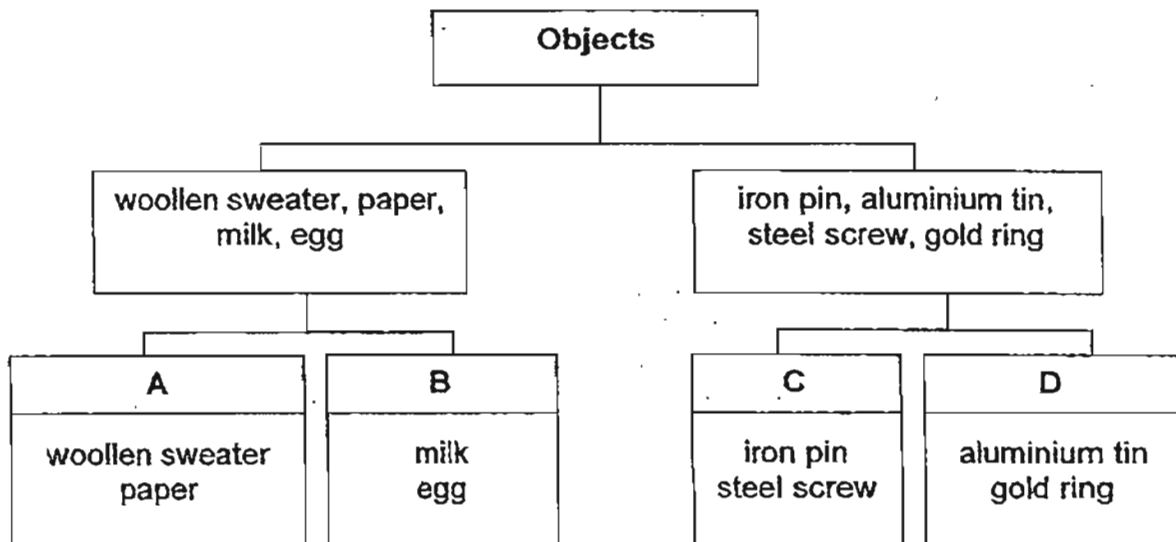 Objects
woollen sweater, paper,
milk, egg
iron pin, aluminium tin,
steel screw, gold ring
A
woollen sweater
paper
B
milk
egg
C
iron pin
steel screw
D
aluminium tin
gold ring